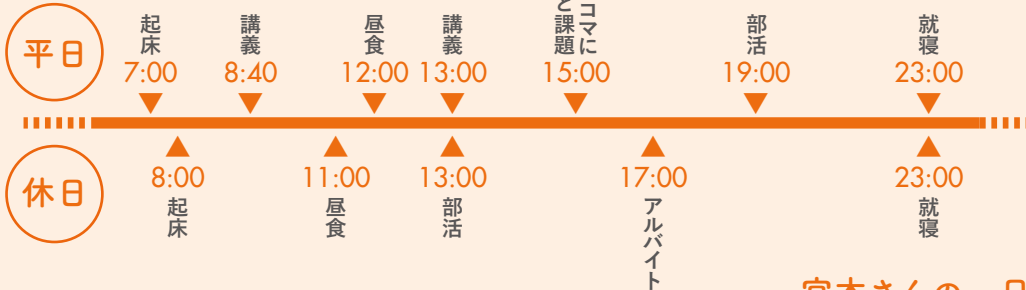 平日
起床
7:00
講義
8:40
昼食
12:00
講義
13:00
コマに
と課題
15:00
部活
19:00
就寝
23:00
休日
8:00
起床
11:00
昼食
13:00
部活
17:00
アルバイト
23:00
就寝